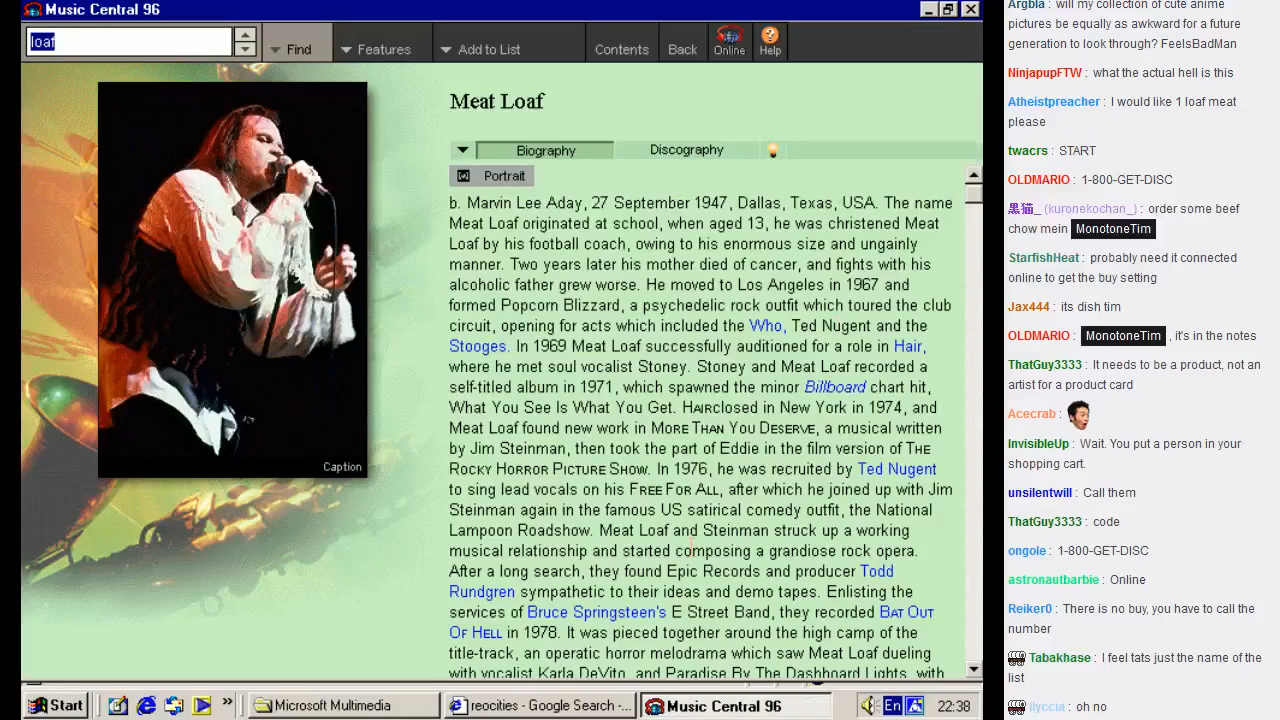 Music Central 96
loaf
Find
Features
Add to List
Contents
Back
Online
Help
Caption
Meat Loaf
Biography
Discography
Portrait
b. Marvin Lee Aday, 27 September 1947, Dallas, Texas, USA. The name
Meat Loaf originated at school, when aged 13, he was christened Meat
Loaf by his football coach, owing to his enormous size and ungainly
manner. Two years later his mother died of cancer, and fights with his
alcoholic father grew worse. He moved to Los Angeles in 1967 and
formed Popcorn Blizzard, a psychedelic rock outfit which toured the club
circuit, opening for acts which included the Who, Ted Nugent and the
Stooges. In 1969 Meat Loaf successfully auditioned for a role in Hair,
where he met soul vocalist Stoney. Stoney and Meat Loaf recorded a
self-titled album in 1971, which spawned the minor Billboard chart hit,
What You See Is What You Get. HAIRclosed in New York in 1974, and
Meat Loaf found new work in MORE THAN YOU DESERVE, a musical written
by Jim Steinman, then took the part of Eddie in the film version of THE
ROCKY HORROR PICTURE SHOW. In 1976, he was recruited by Ted Nugent
to sing lead vocals on his FREE FOR ALL, after which he joined up with Jim
Steinman again in the famous US satirical comedy outfit, the National
Lampoon Roadshow. Meat Loaf and Steinman struck up a working
musical relationship and started composing a grandiose rock opera.
After a long search, they found Epic Records and producer Todd
Rundgren sympathetic to their ideas and demo tapes. Enlisting the
services of Bruce Springsteen's E Street Band, they recorded BAT OUT
OF HELL in 1978. It was pieced together around the high camp of the
title-track, an operatic horror melodrama which saw Meat Loaf dueling
with vocalist Karla DeVito, and Paradise By The Dashboard Lights, with
Start
Microsoft Multimedia
reocities - Google Search -...
Music Central 96
En
22:38
Argbla : will my collection of cute anime
pictures be equally as awkward for a future
generation to look through? FeelsBadMan
NinjapupFTW : what the actual hell is this
Atheistpreacher : I would like 1 loaf meat
please
twacrs : START
OLDMARIO : 1-800-GET-DISC
黒猫_ (kuronekochan_) : order some beef
chow mein MonotoneTim
StarfishHeat : probably need it connected
online to get the buy setting
Jax444 : its dish tim
OLDMARIO : MonotoneTim , it's in the notes
ThatGuy3333 : It needs to be a product, not an
artist for a product card
Acecrab :
InvisibleUp : Wait. You put a person in your
shopping cart.
unsilentwill : Call them
ThatGuy3333 : code
ongole : 1-800-GET-DISC
astronautbarbie : Online
Reiker0 : There is no buy, you have to call the
number
Tabakhase : I feel tats just the name of the
list
illyccia : oh no